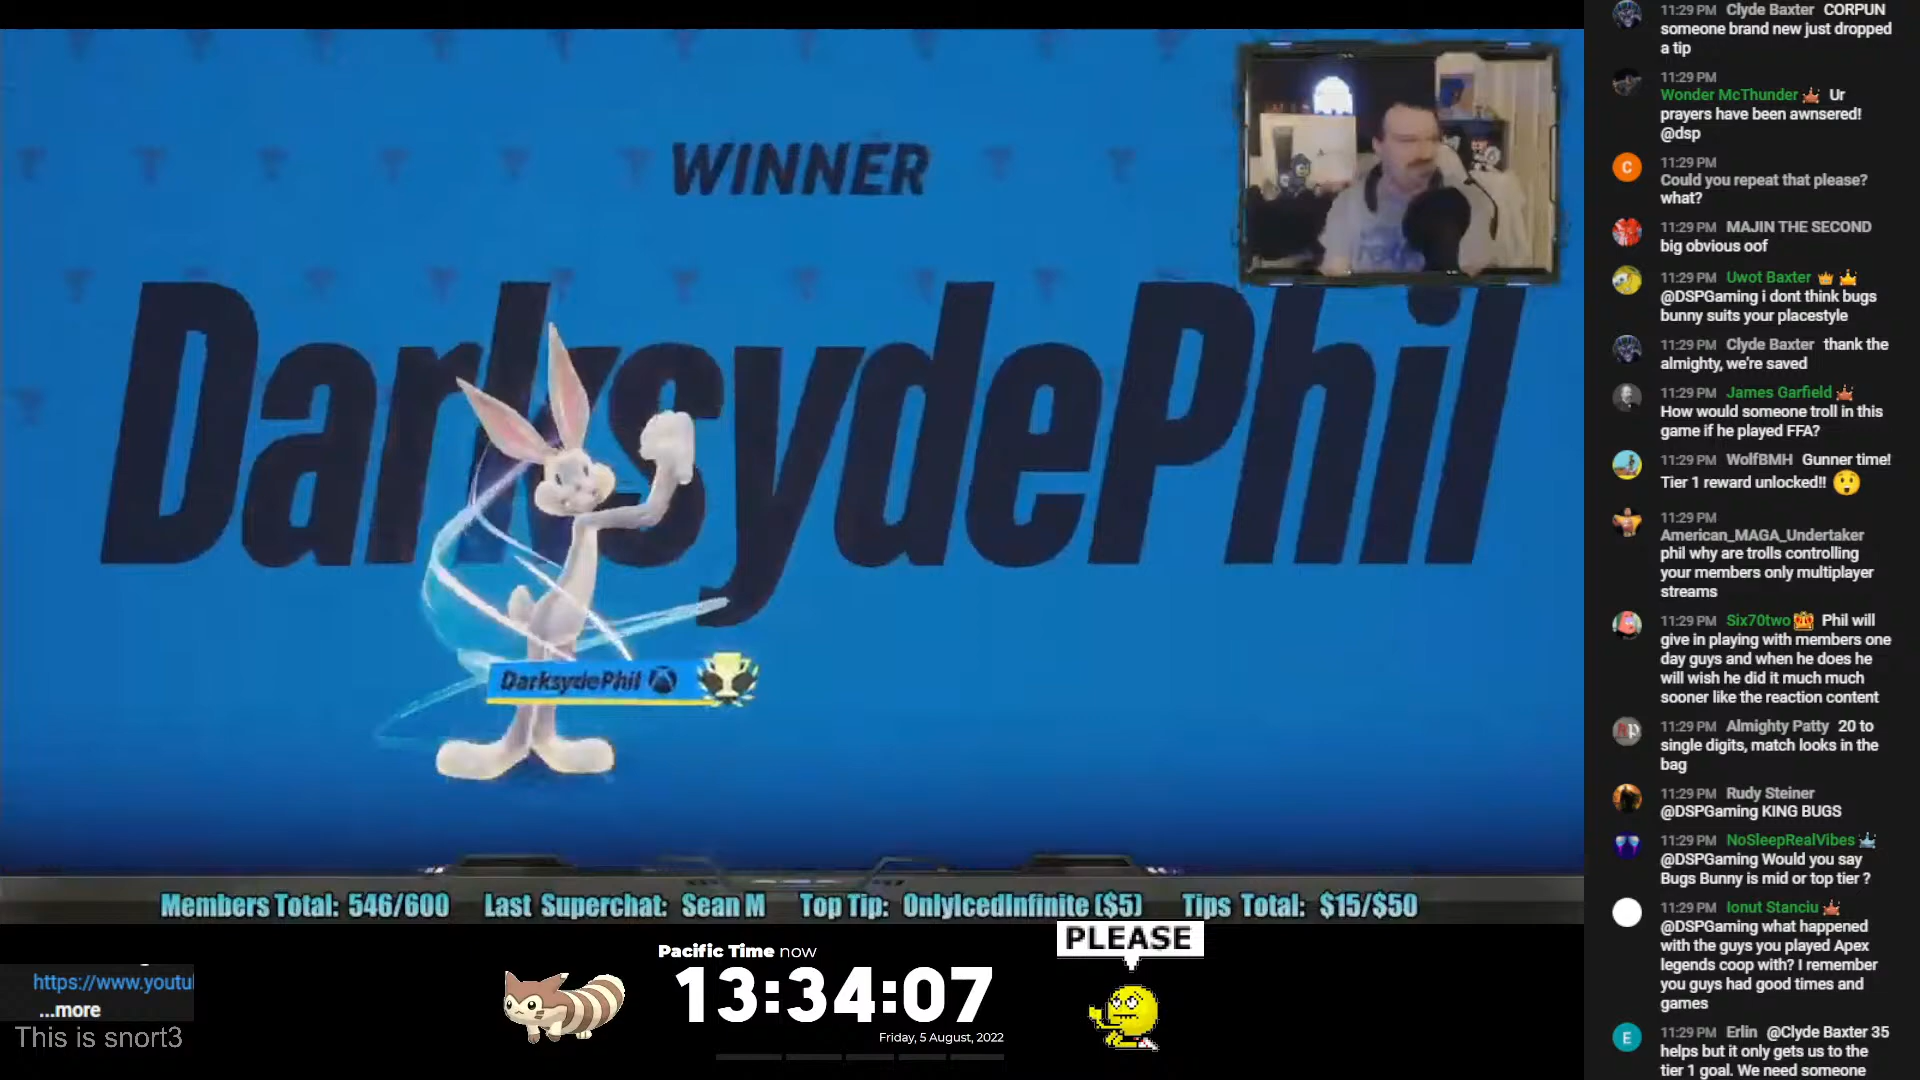 WINNER
DarksydePhil
DarksydePhil
Members Total: 546/600 Last Superchat: Sean M Top Tip: OnlyIcedInfinite ($5) Tips Total: $15/$50
https://www.youtu
...more
This is snort3
Pacific Time now
13:34:07
Friday, 5 August, 2022
PLEASE
11:29 PM Clyde Baxter CORPUN
someone brand new just dropped
a tip
11:29 PM
Wonder McThunder Ur
prayers have been awnsered!
@dsp
C
11:29 PM
Could you repeat that please?
what?
11:29 PM MAJIN THE SECOND
big obvious oof
11:29 PM Uwot Baxter
@DSPGaming i dont think bugs
bunny suits your placestyle
11:29 PM Clyde Baxter thank the
almighty, we're saved
11:29 PM James Garfield
How would someone troll in this
game if he played FFA?
11:29 PM WolfBMH Gunner time!
Tier 1 reward unlocked!!
11:29 PM
American_MAGA_Undertaker
phil why are trolls controlling
your members only multiplayer
streams
11:29 PM Six70two Phil will
give in playing with members one
day guys and when he does he
will wish he did it much much
sooner like the reaction content
11:29 PM Almighty Patty 20 to
single digits, match looks in the
bag
11:29 PM Rudy Steiner
@DSPGaming KING BUGS
11:29 PM NoSleepRealVibes
@DSPGaming Would you say
Bugs Bunny is mid or top tier ?
11:29 PM Ionut Stanciu
@DSPGaming what happened
with the guys you played Apex
legends coop with? I remember
you guys had good times and
games
E
11:29 PM Erlin @Clyde Baxter 35
helps but it only gets us to the
tier 1 goal. We need someone